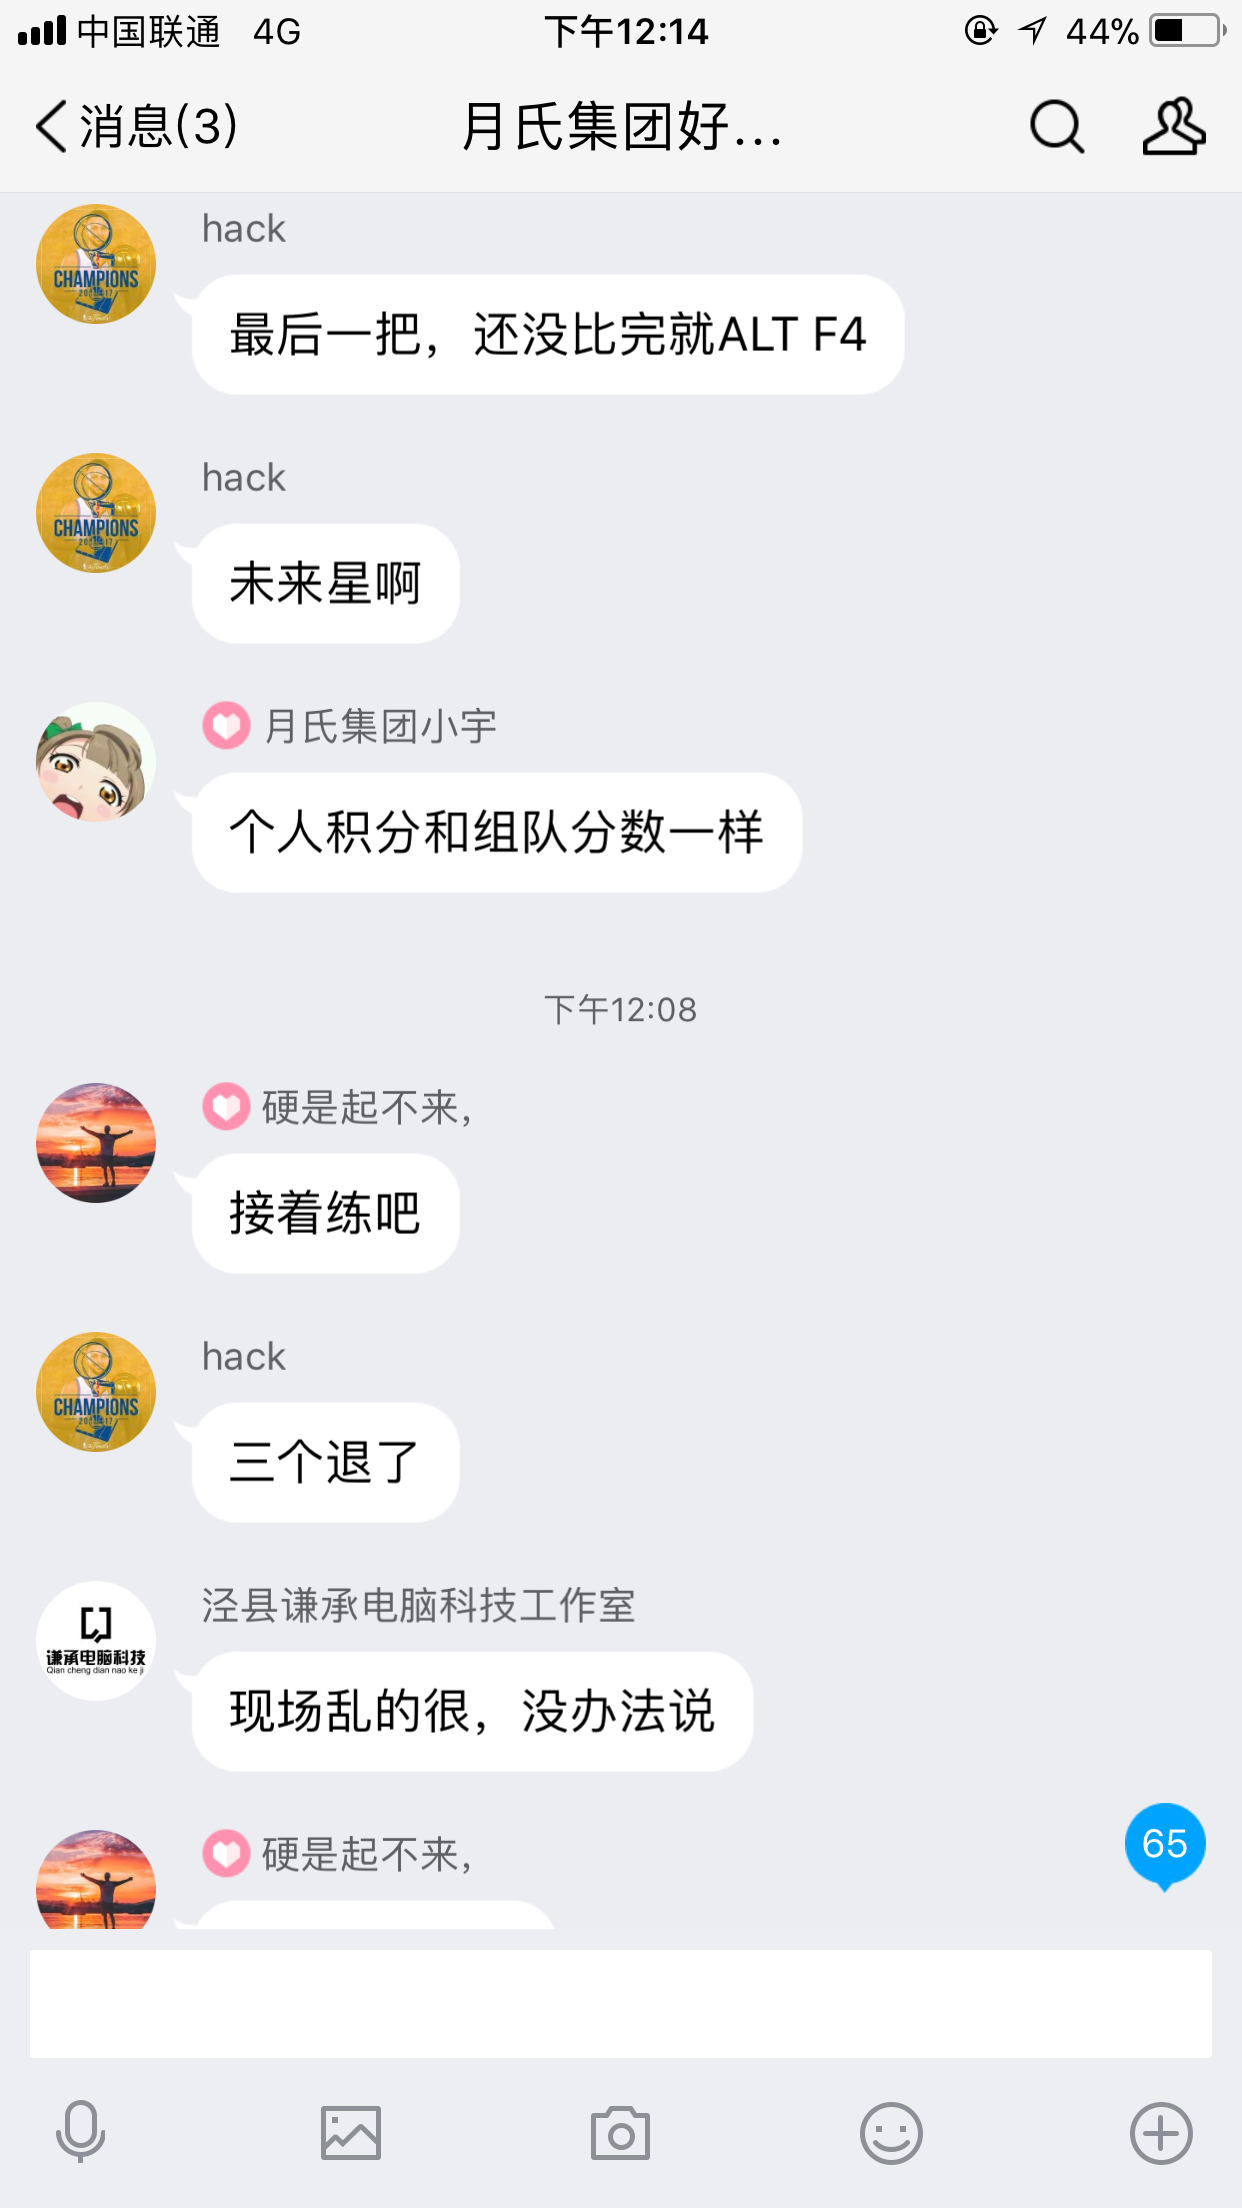 中国联通 4G 下午12:14 44%
消息(3) 月氏集团好...
hack
CHAMPIONS
最后一把，还没比完就ALT F4
hack
CHAMPIONS
未来星啊
月氏集团小宇
个人积分和组队分数一样
下午12:08
硬是起不来,
接着练吧
hack
CHAMPIONS
三个退了
泾县谦承电脑科技工作室
谦承电脑科技
Qian cheng dian nao ke ji
现场乱的很，没办法说
硬是起不来,
65